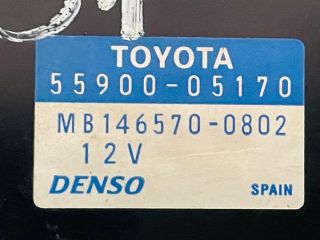 TOYOTA
55900-05170
MB146570-0802
12V
DENSO SPAIN